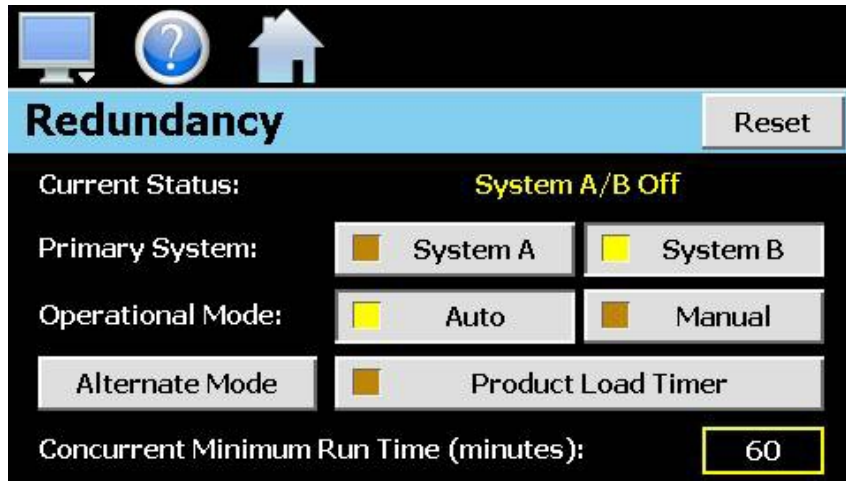 ?
Redundancy Reset
Current Status: System A/B Off
Primary System: System A System B
Operational Mode: Auto Manual
Alternate Mode Product Load Timer
Concurrent Minimum Run Time (minutes): 60